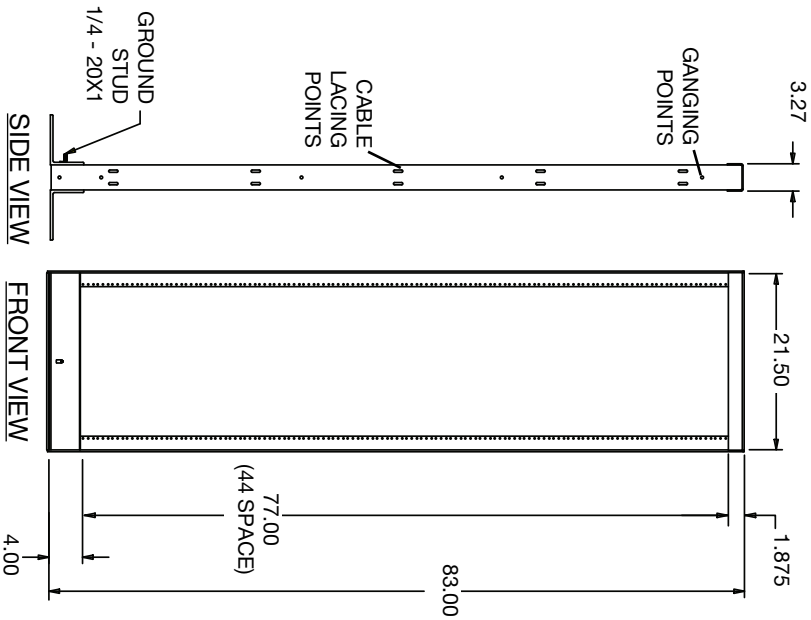 3.27
GANGING
POINTS
CABLE
LACING
POINTS
GROUND
STUD
1/4 - 20X1
SIDE VIEW
21.50
1.875
77.00
(44 SPACE)
83.00
4.00
FRONT VIEW